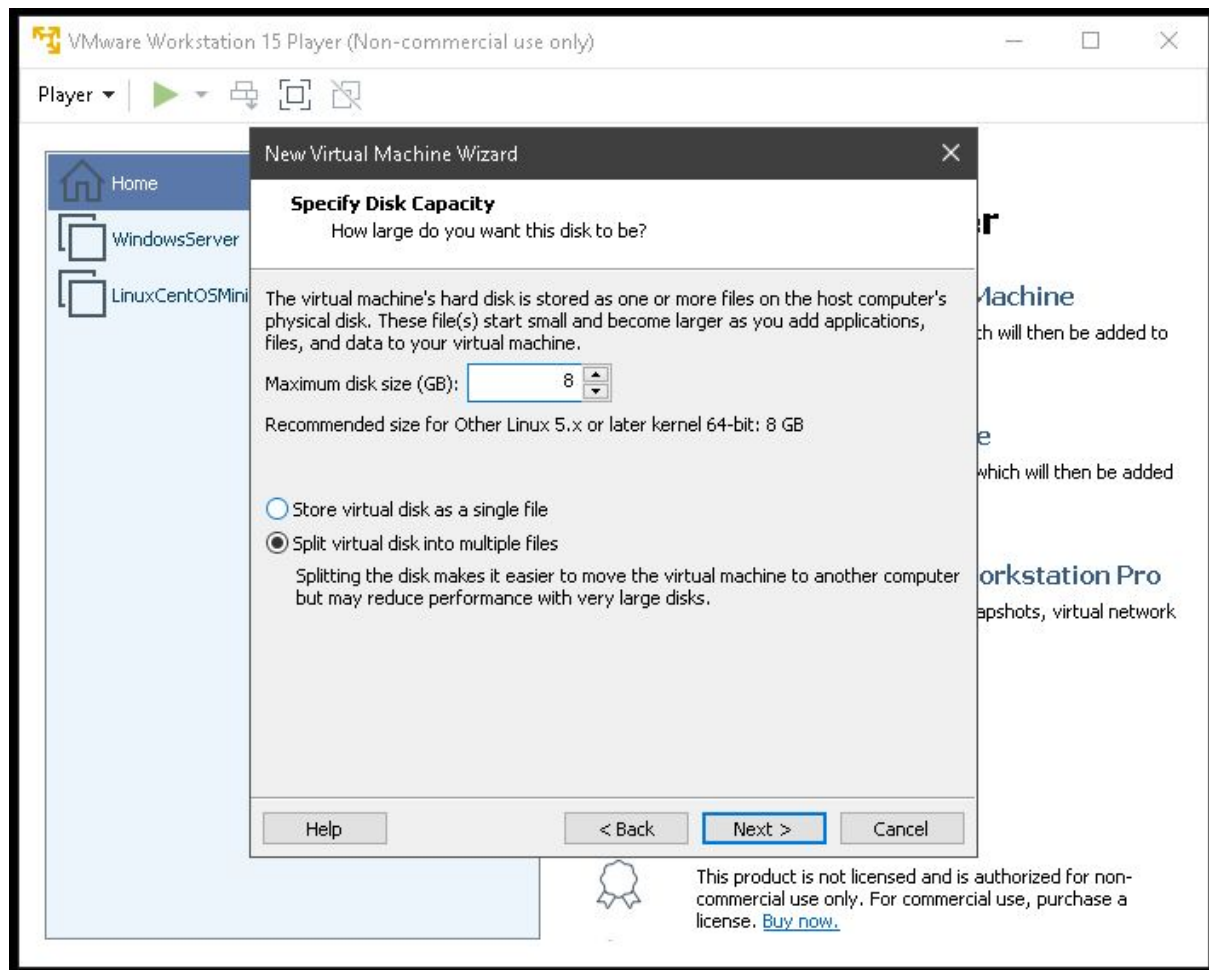 VMware Workstation 15 Player (Non-commercial use only)
Player
Home
WindowsServer
LinuxCentOSMini
New Virtual Machine Wizard
Specify Disk Capacity
How large do you want this disk to be?
The virtual machine's hard disk is stored as one or more files on the host computer's
physical disk. These file(s) start small and become larger as you add applications,
files, and data to your virtual machine.
Maximum disk size (GB): 8
Recommended size for Other Linux 5.x or later kernel 64-bit: 8 GB
Store virtual disk as a single file
Split virtual disk into multiple files
Splitting the disk makes it easier to move the virtual machine to another computer
but may reduce performance with very large disks.
Help
< Back
Next >
Cancel
will then be added to
which will then be added
Pro
virtual network
This product is not licensed and is authorized for non-
commercial use only. For commercial use, purchase a
license. Buy now.